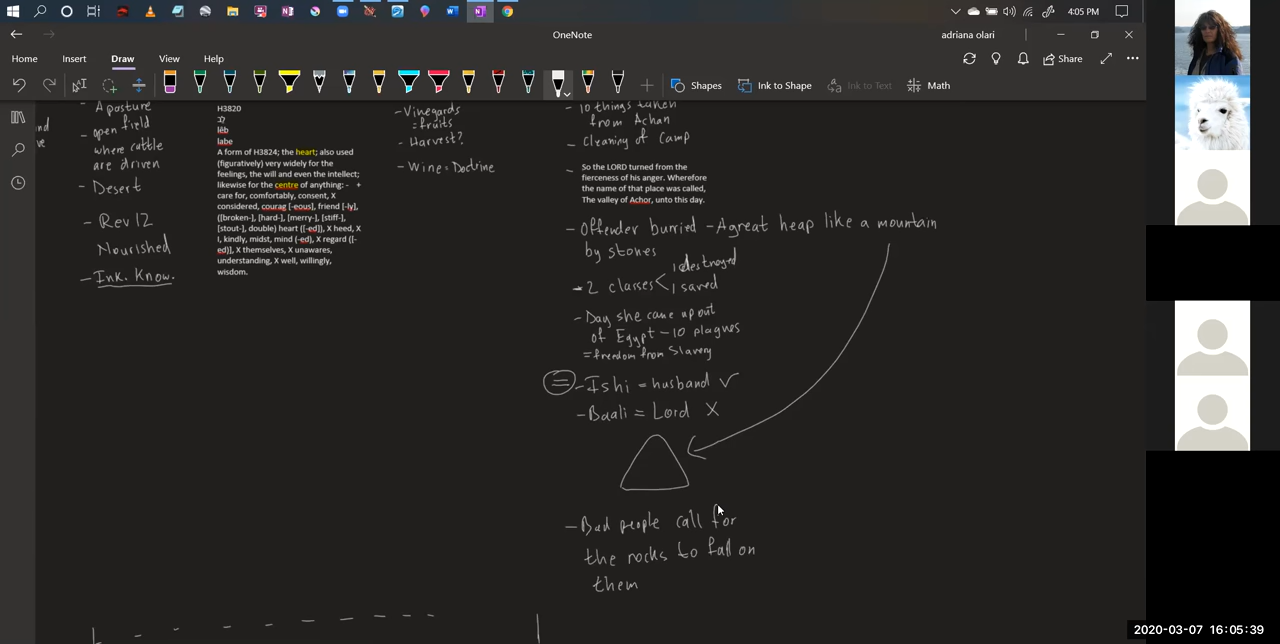 4:05 PM
OneNote
adriana olari
Home
Insert
Draw
View
Help
Share
Shapes
Ink to Shape
Ink to Text
Math
nd
ve
- A pasture
- open field
where cattle
are driven
- Desert
- Rev 12
Nourished
- Ink. Know.
H3820
lêb
labe
A form of H3824; the heart; also used
(figuratively) very widely for the
feelings, the will and even the intellect;
likewise for the centre of anything: - +
care for, comfortably, consent, X
considered, courag [-eous], friend [-ly],
([broken-], [hard-], [merry-], [stiff-],
[stout-], double) heart ([-ed]), X heed, X
I, kindly, midst, mind (-ed), X regard ([-
ed)], X themselves, X unawares,
understanding, X well, willingly,
wisdom.
- Vinegards
= fruits
- Harvest?
- Wine = Doctrine
- 10 things taken
from Achan
- Cleaning of Camp
- So the LORD turned from the
fierceness of his anger. Wherefore
the name of that place was called,
The valley of Achor, unto this day.
- Offender burried - A great heap like a mountain
by stones
- 2 classes < 1 destroyed
1 saved
- Day she came up out
of Egypt - 10 plagues
= freedom from Slavery
= - Ishi = husband √
- Baali = Lord X
- Bad people call for
the rocks to fall on
them
2020-03-07 16:05:39